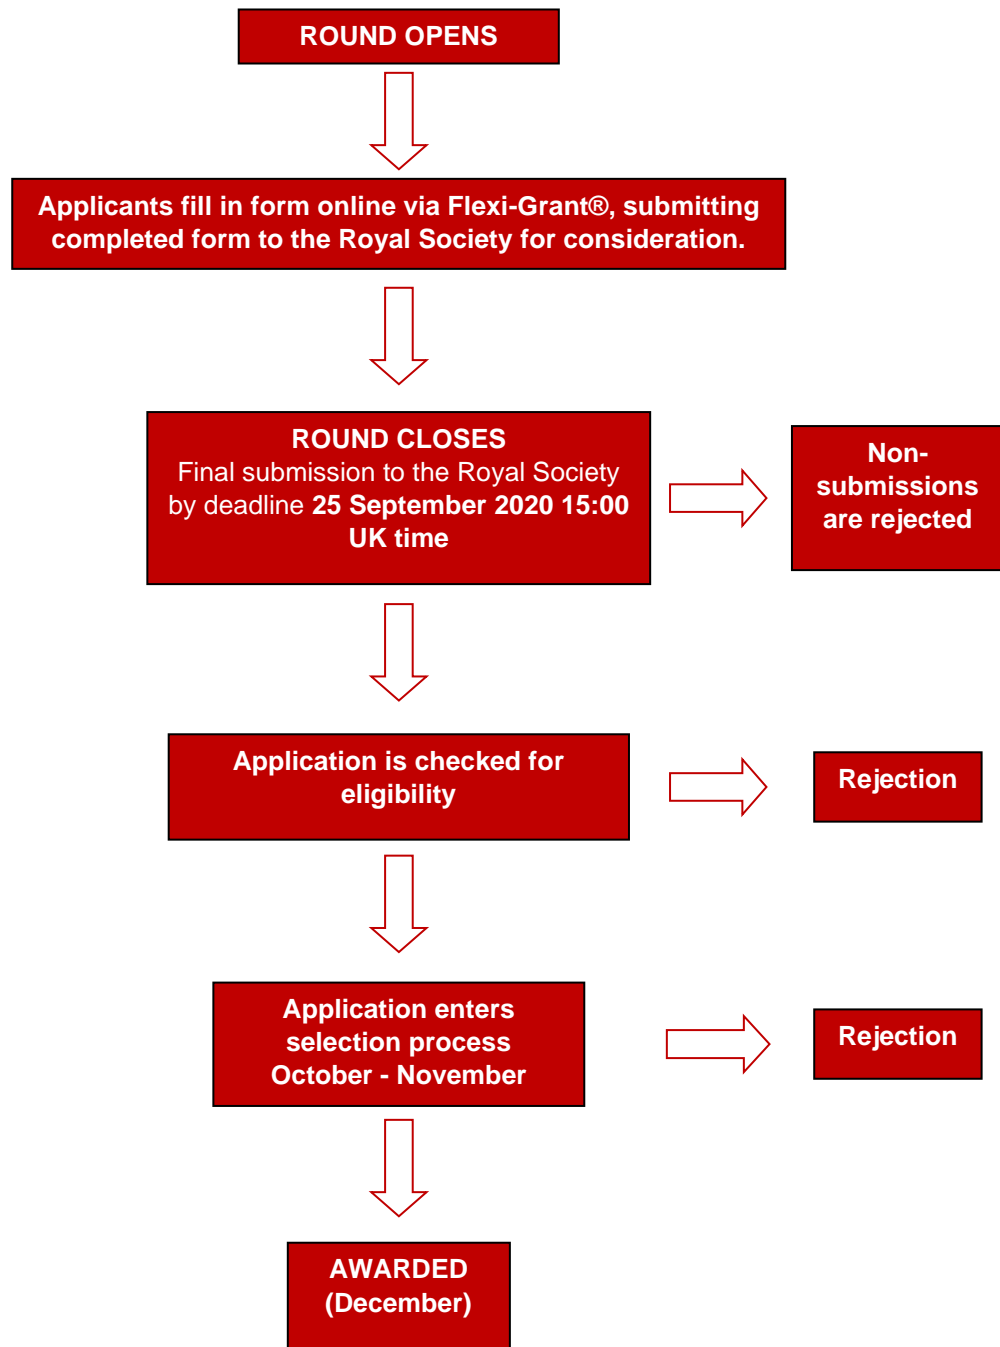 ROUND OPENS
Applicants fill in form online via Flexi-Grant®, submitting
completed form to the Royal Society for consideration.
ROUND CLOSES
Final submission to the Royal Society
by deadline 25 September 2020 15:00
UK time
Non-
submissions
are rejected
Application is checked for
eligibility
Rejection
Application enters
selection process
October - November
Rejection
AWARDED
(December)